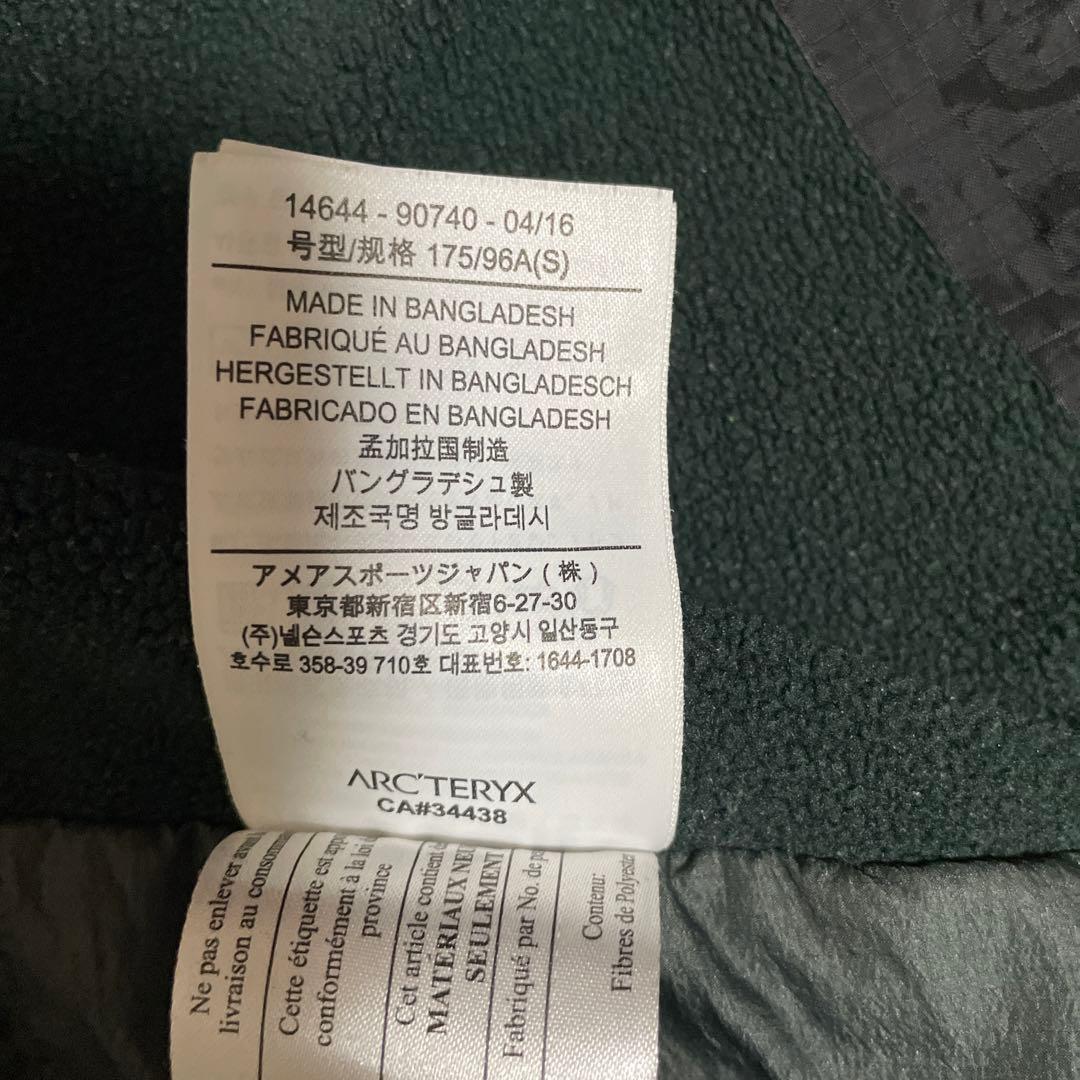 14644 - 90740 - 04/16
号型/规格 175/96A(S)
MADE IN BANGLADESH
FABRIQUÉ AU BANGLADESH
HERGESTELLT IN BANGLADESCH
FABRICADO EN BANGLADESH
孟加拉国制造
バングラデシュ製
제조국명 방글라데시
アメアスポーツジャパン(株)
東京都新宿区新宿6-27-30
(주)넬슨스포츠 경기도 고양시 일산동구
호수로 358-39 710호 대표번호: 1644-1708
ARC'TERYX
CA#34438
Ne pas enlever avan
livraison au consomm
Cette étiquette est app
conformément à la loi d
province
Cet article contient
MATÉRIAUX NEU
SEULEMENT
Fabriqué par No. de pe
Contenu:
Fibres de Polyester